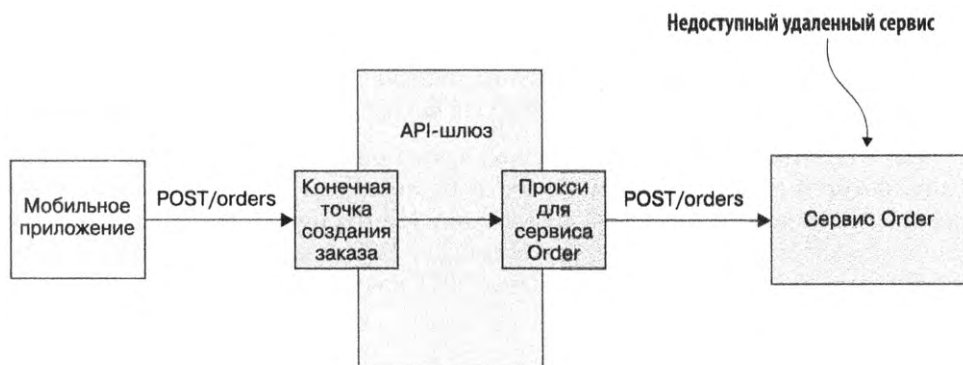 Недоступный удаленный сервис
API-шлюз
Мобильное
приложение
POST/orders
Конечная
точка
создания
заказа
Прокси
для
сервиса
Order
POST/orders
Сервис Order